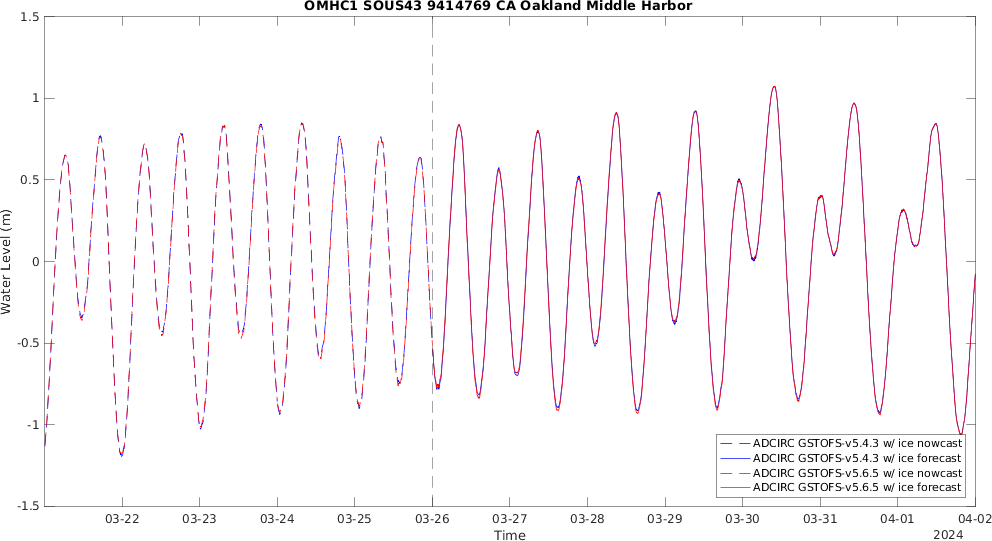 OMHC1 SOUS43 9414769 CA Oakland Middle Harbor
1.5
1
0.5
0
-0.5
-1
-1.5
Water Level (m)
03-22 03-23 03-24 03-25 03-26 03-27 03-28 03-29 03-30 03-31 04-01 04-02
2024
Time
ADCIRC GSTOFS-v5.4.3 w/ ice nowcast
ADCIRC GSTOFS-v5.4.3 w/ ice forecast
ADCIRC GSTOFS-v5.6.5 w/ ice nowcast
ADCIRC GSTOFS-v5.6.5 w/ ice forecast